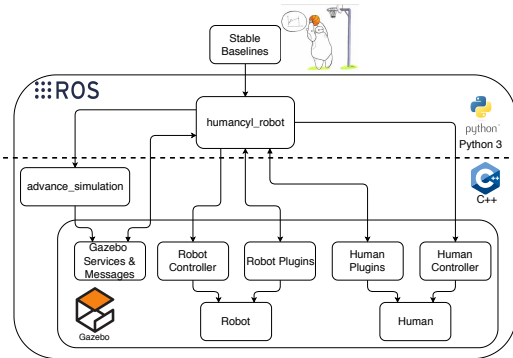 Stable
Baselines
ROS
humancyl_robot
python
Python 3
advance_simulation
C++
C++
Gazebo
Services &
Messages
Robot
Controller
Robot Plugins
Human
Plugins
Human
Controller
Gazebo
Robot
Human